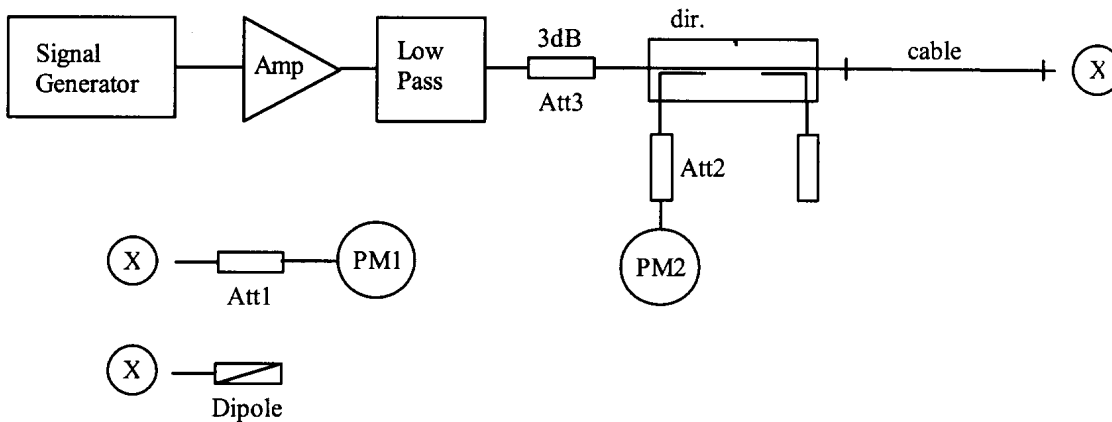 dir.
Signal
Generator
Amp
Low
Pass
3dB
Att3
cable
X
Att2
PM2
X
Att1
PM1
X
Dipole